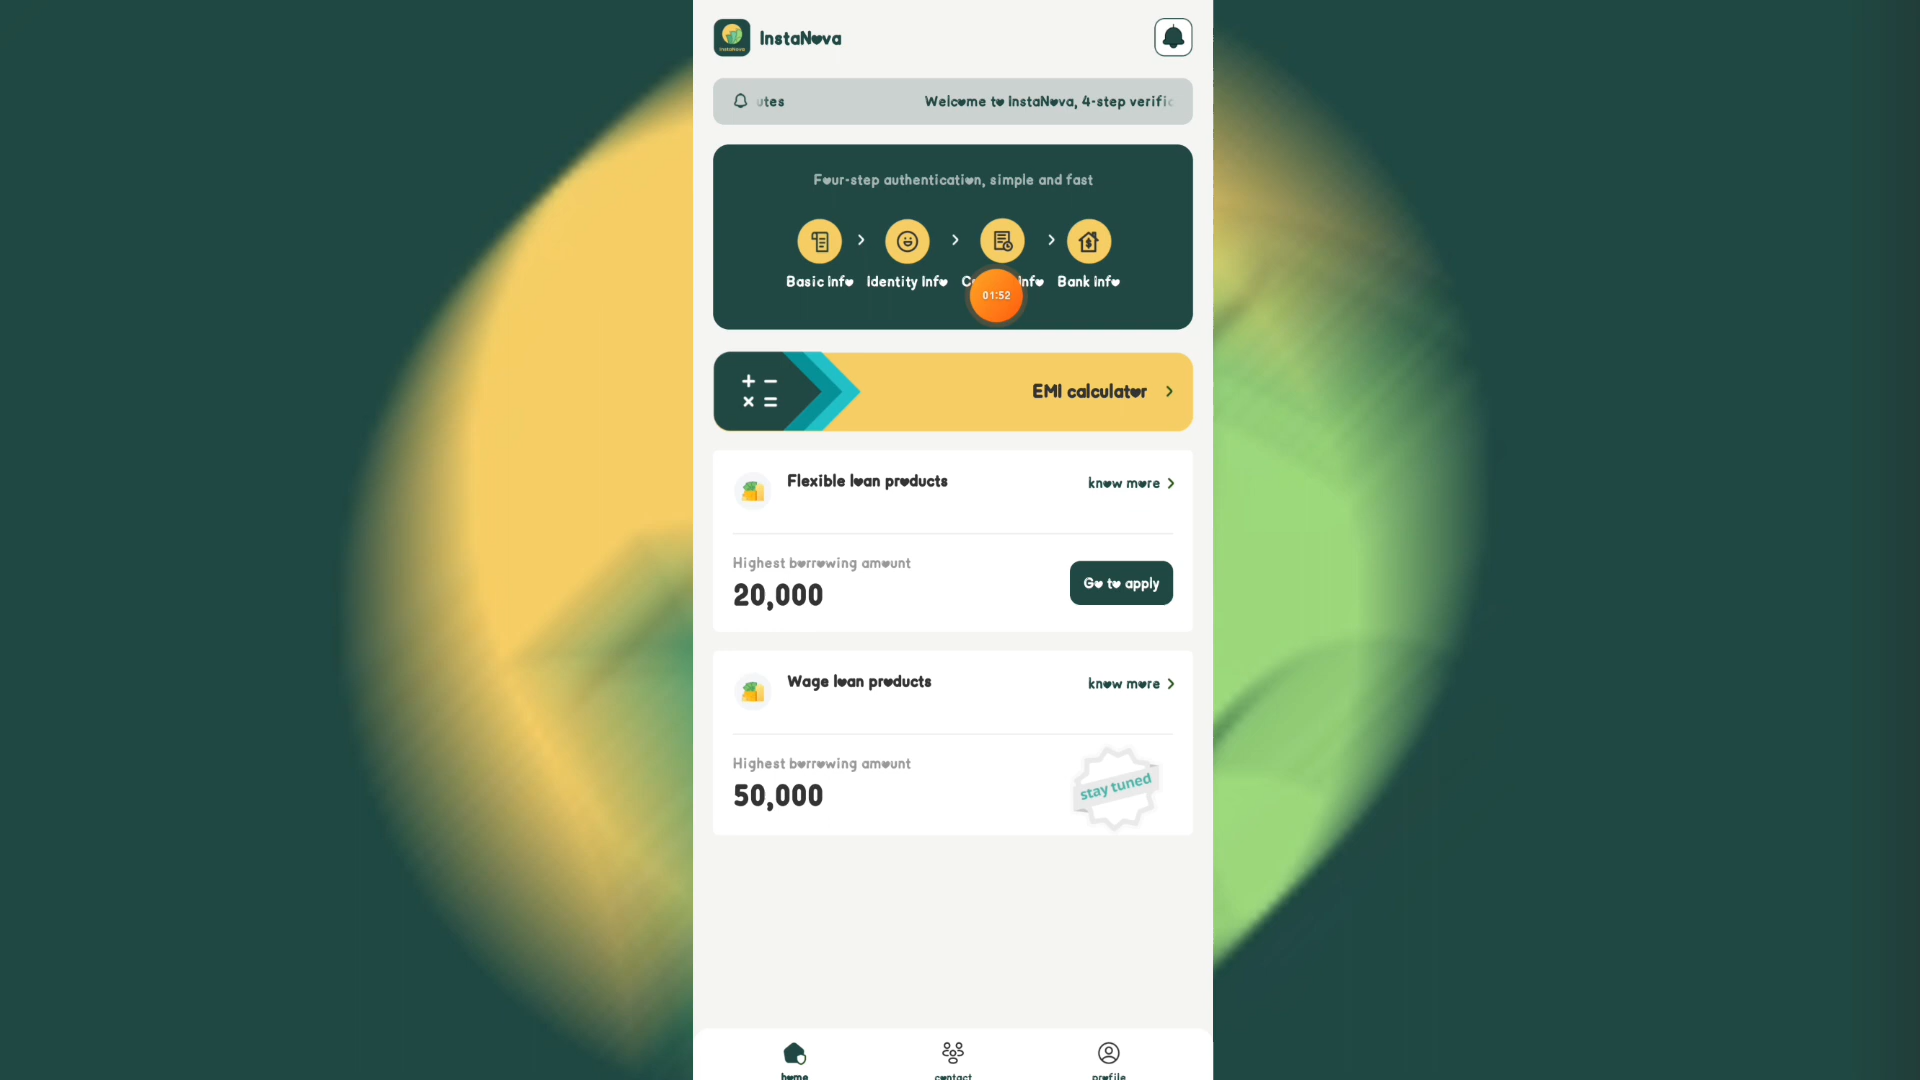 InstaNova
InstaNova
utes
Welcome to InstaNova, 4-step verific
Four-step authentication, simple and fast
Basic info
Identity Info
Info
Bank info
01:52
EMI calculator
Flexible loan products
know more
Highest borrowing amount
20,000
Go to apply
Wage loan products
know more
Highest borrowing amount
50,000
stay tuned
home
contact
profile